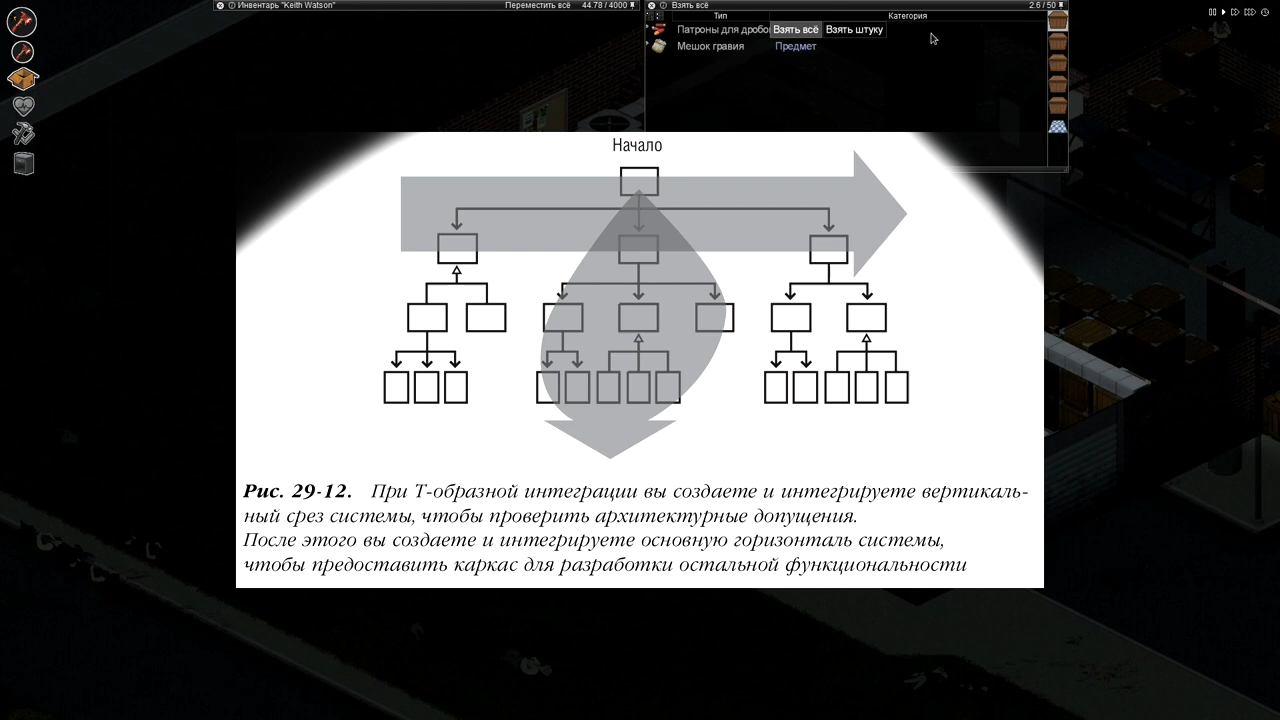 Инвентарь "Keith Watson"
Переместить всё 44.78 / 4000
Взять всё
2.6 / 50
Тип
Категория
Патроны для дробо
Взять всё
Взять штуку
Мешок гравия
Предмет
Начало
Рис. 29-12. При Т-образной интеграции вы создаете и интегрируете вертикаль-
ный срез системы, чтобы проверить архитектурные допущения.
После этого вы создаете и интегрируете основную горизонталь системы,
чтобы предоставить каркас для разработки остальной функциональности